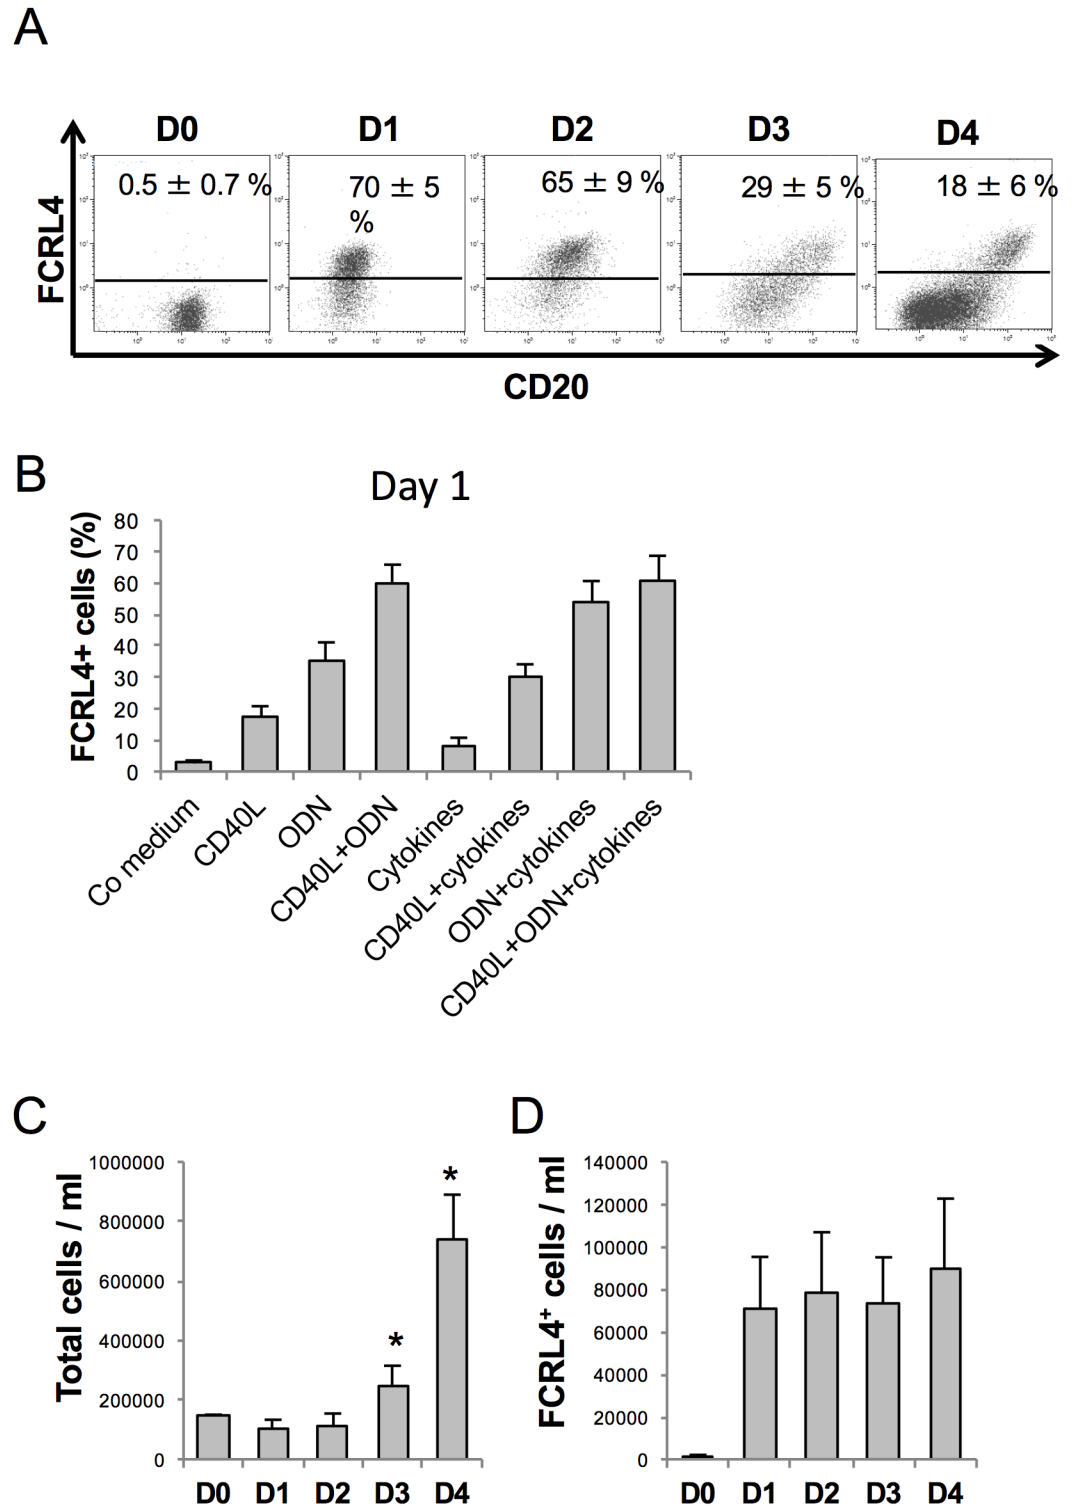 A
D0 D1 D2 D3 D4
0.5 ± 0.7 % 70 ± 5 65 ± 9 % 29 ± 5 % 18 ± 6 %
%
FCRL4
CD20
B
Day 1
FCRL4+ cells (%)
80
70
60
50
40
30
20
10
0
Co medium
CD40L
ODN
CD40L+ODN
Cytokines
CD40L+cytokines
ODN+cytokines
CD40L+ODN+cytokines
C
Total cells / ml
1000000
800000
600000
400000
200000
0
*
*
D0 D1 D2 D3 D4
D
FCRL4⁺ cells / ml
140000
120000
100000
80000
60000
40000
20000
0
D0 D1 D2 D3 D4